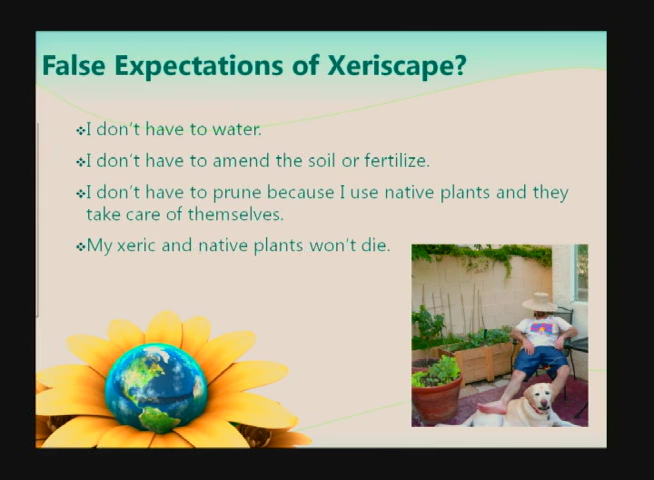 False Expectations of Xeriscape?
❖I don't have to water.
❖I don't have to amend the soil or fertilize.
❖I don't have to prune because I use native plants and they
take care of themselves.
❖My xeric and native plants won't die.